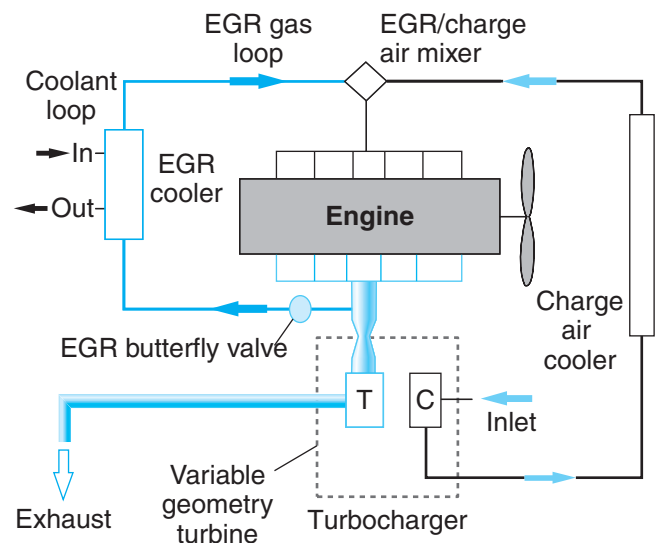 EGR gas
loop
EGR/charge
air mixer
Coolant
loop
In
Out
EGR
cooler
Engine
Charge
air
cooler
EGR butterfly valve
T
C
Inlet
Variable
geometry
turbine
Turbocharger
Exhaust